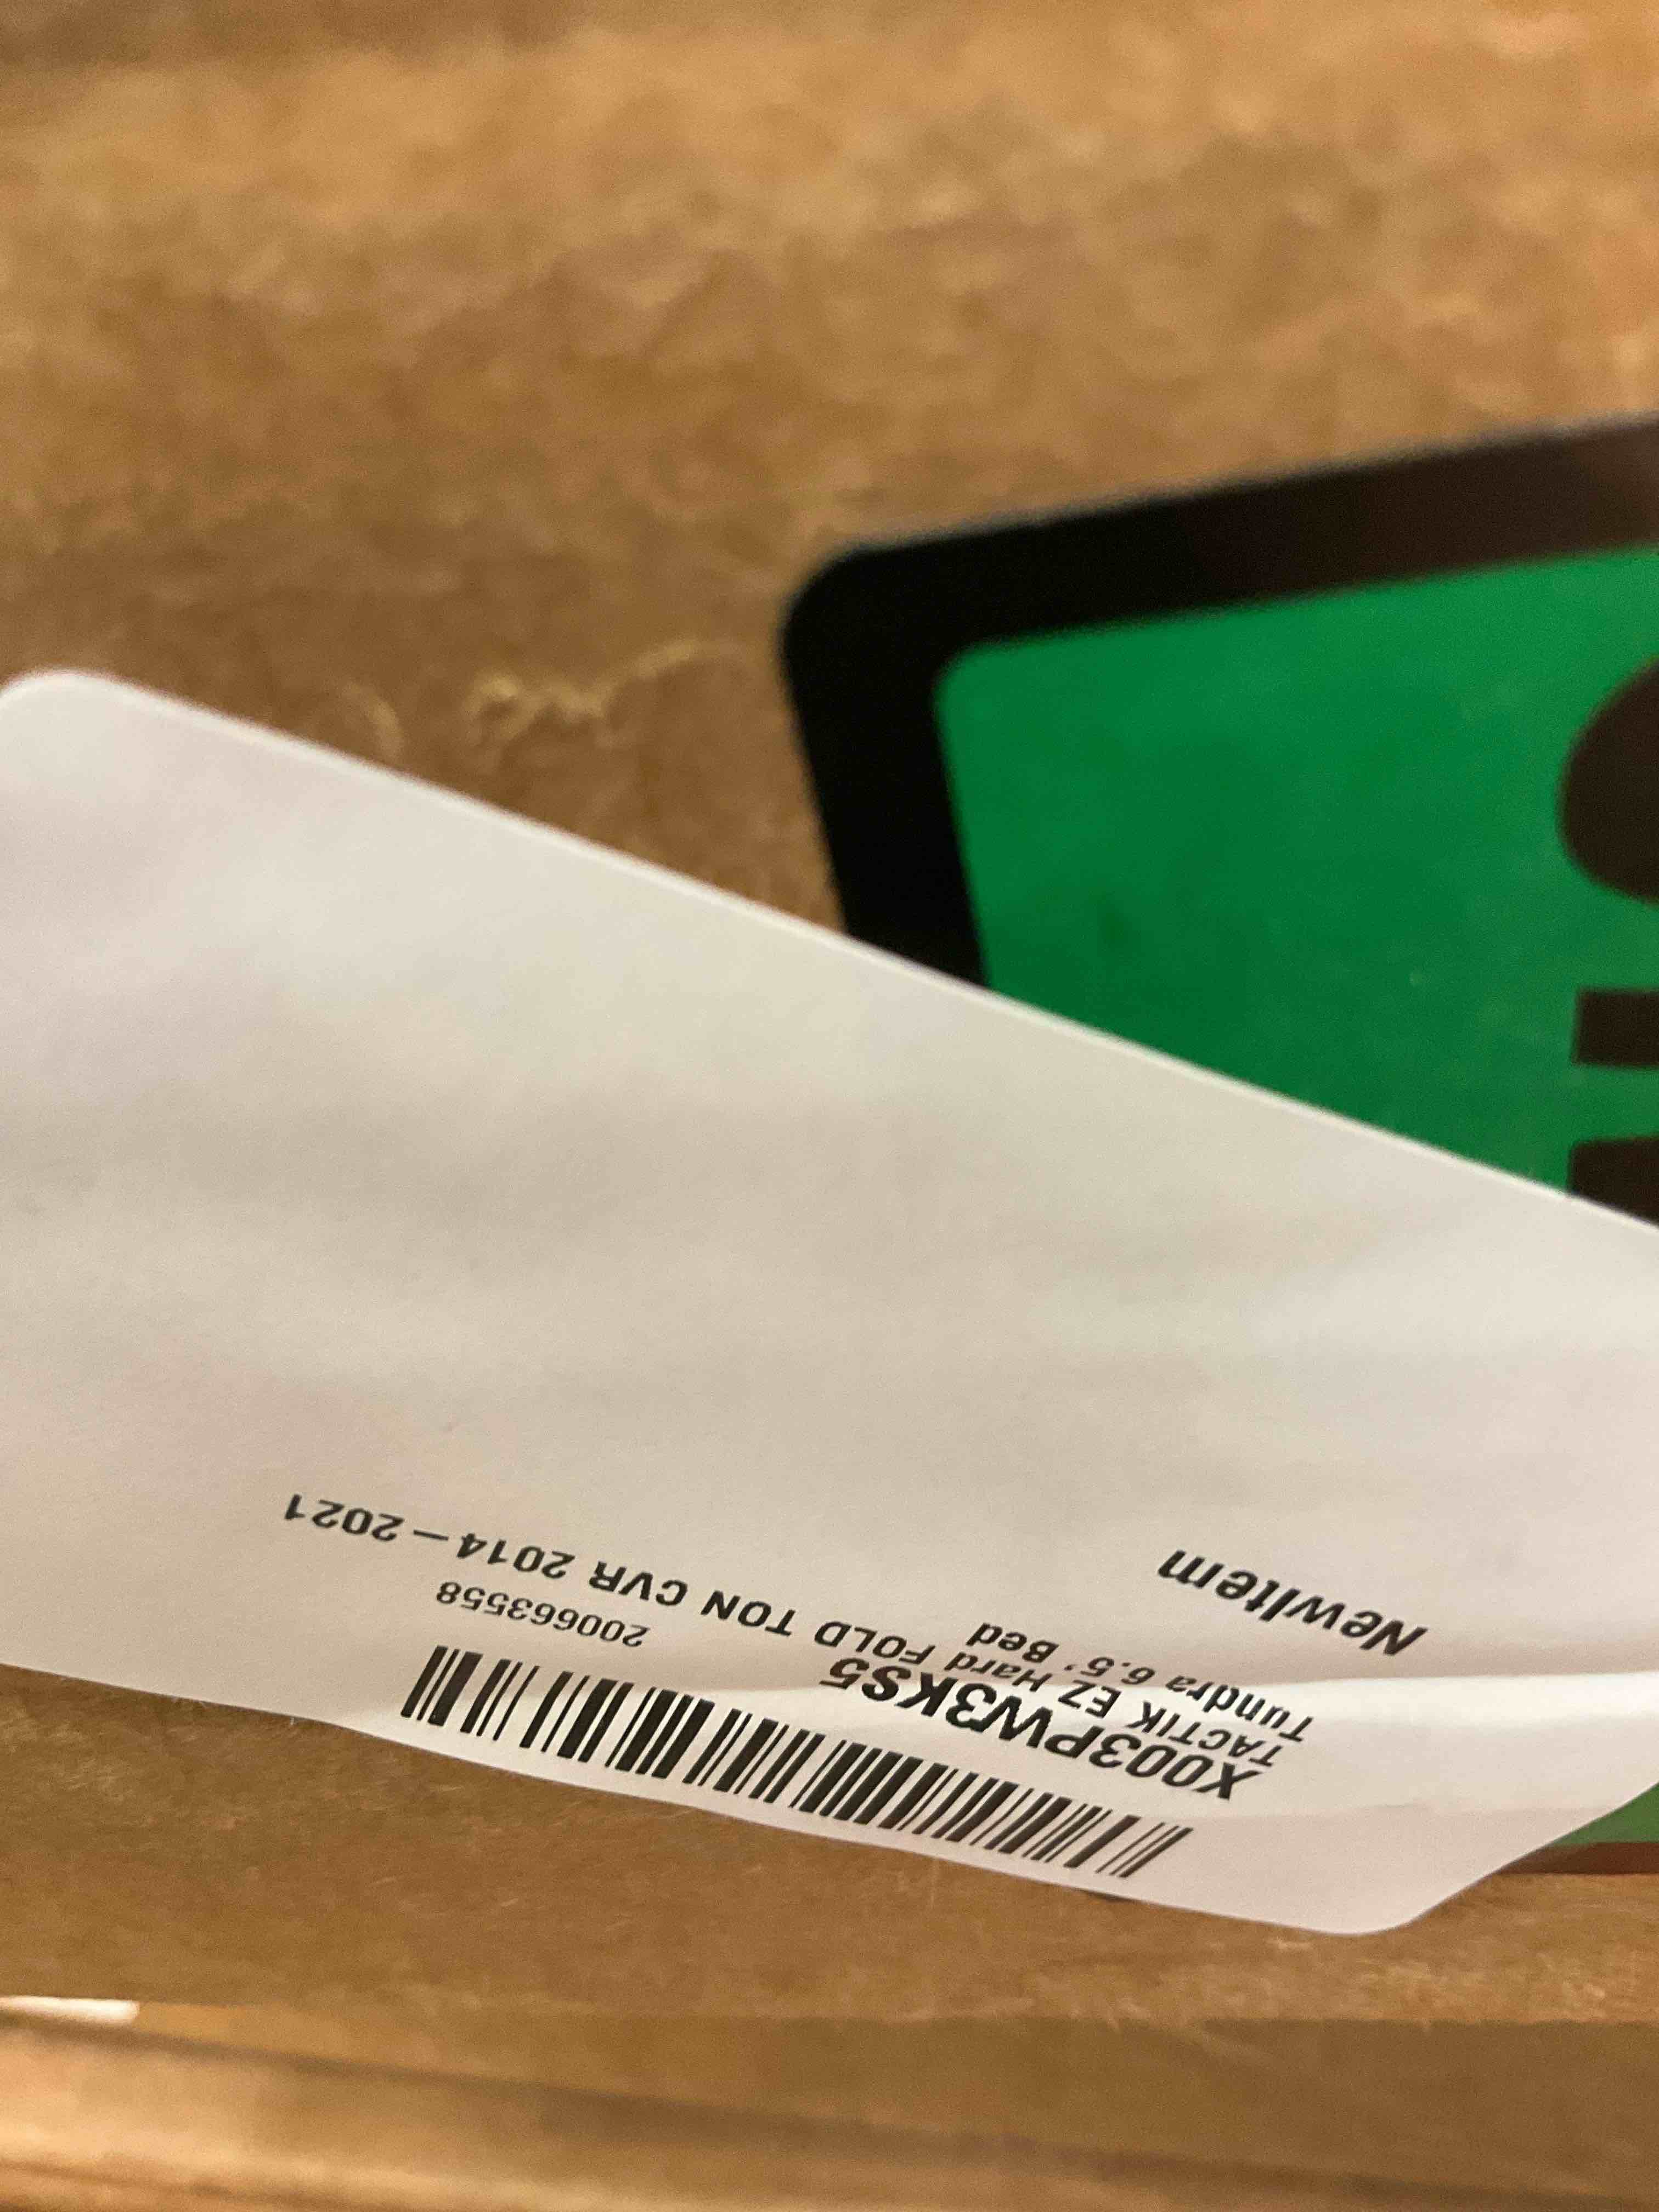 200663558
X003PW3KS5
TACTIK EZ Hard FOLD TON CVR 2014 – 2021
Tundra 6.5' Bed
NewItem